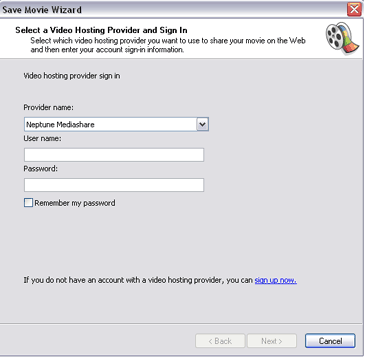 Save Movie Wizard
Select a Video Hosting Provider and Sign In
Select which video hosting provider you want to use to share your movie on the Web
and then enter your account sign-in information.
Video hosting provider sign in
Provider name:
Neptune Mediashare
User name:
Password:
Remember my password
If you do not have an account with a video hosting provider, you can sign up now.
< Back
Next >
Cancel